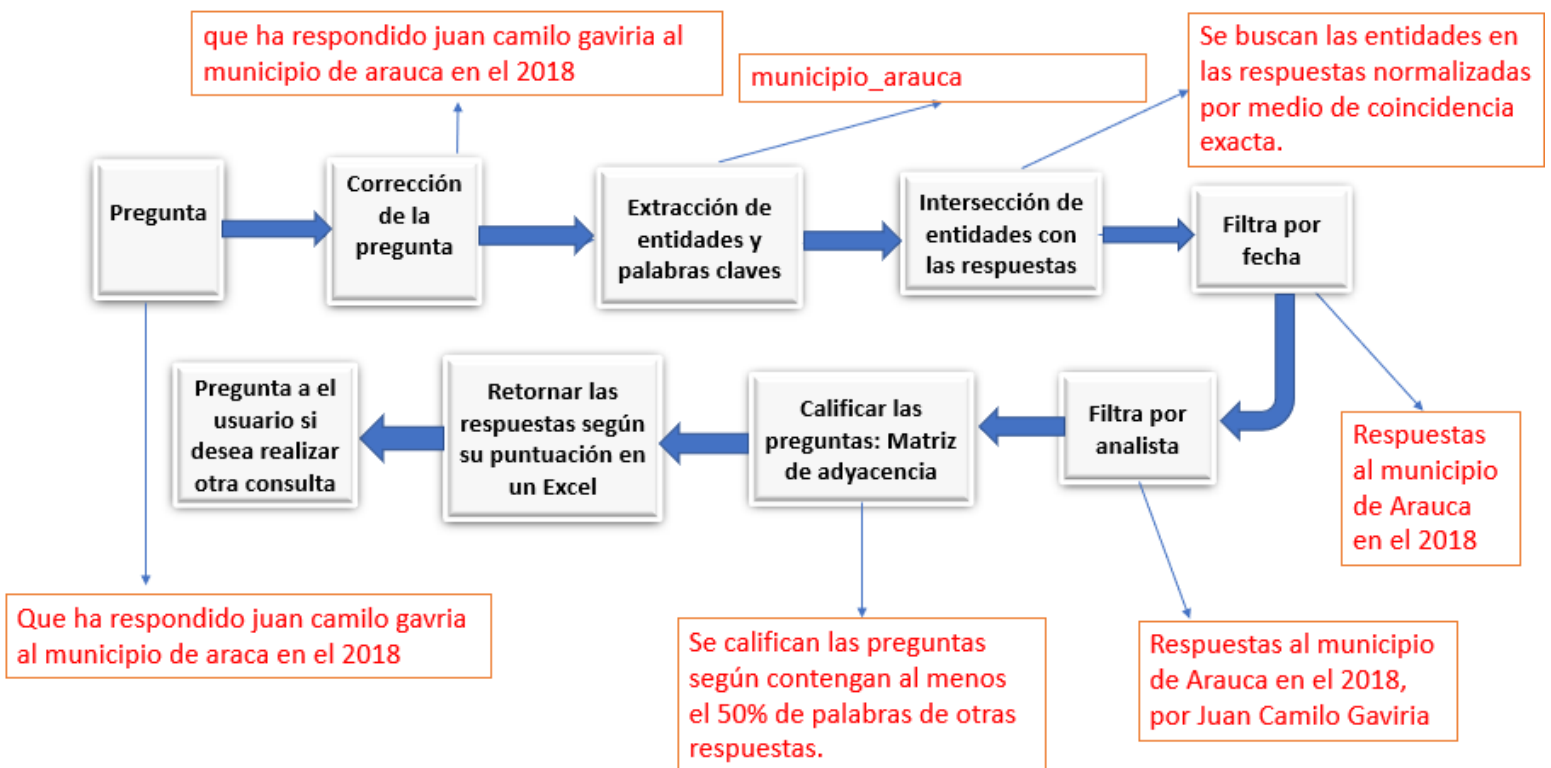 que ha respondido juan camilo gaviria al
municipio de arauca en el 2018
municipio_arauca
Se buscan las entidades en
las respuestas normalizadas
por medio de coincidencia
exacta.
Pregunta
Corrección
de la
pregunta
Extracción de
entidades y
palabras claves
Intersección de
entidades con
las respuestas
Filtra por
fecha
Pregunta a el
usuario si
desea realizar
otra consulta
Retornar las
respuestas según
su puntuación en
un Excel
Calificar las
preguntas: Matriz
de adyacencia
Filtra por
analista
Respuestas
al municipio
de Arauca
en el 2018
Que ha respondido juan camilo gavria
al municipio de araca en el 2018
Se califican las preguntas
según contengan al menos
el 50% de palabras de otras
respuestas.
Respuestas al municipio
de Arauca en el 2018,
por Juan Camilo Gaviria